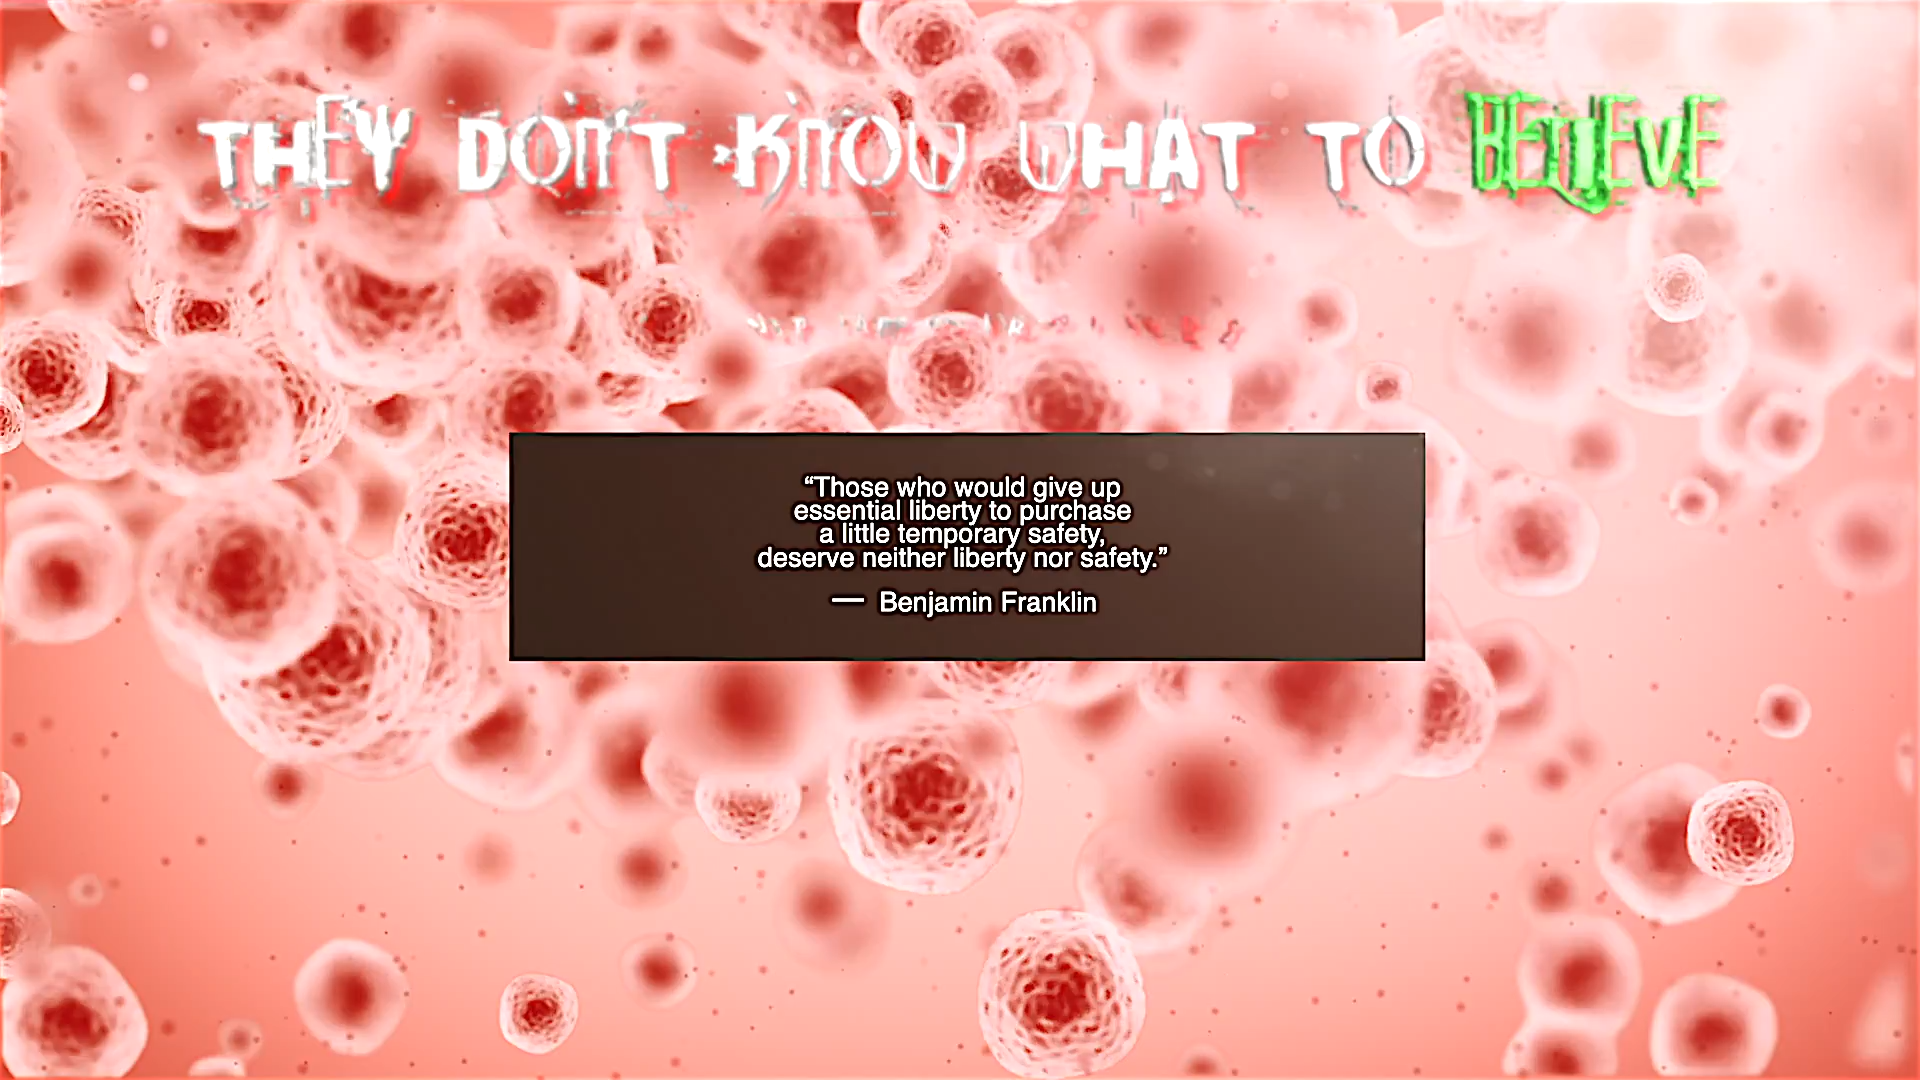 THEY DON'T KNOW WHAT TO BELIEVE
“Those who would give up
essential liberty to purchase
a little temporary safety,
deserve neither liberty nor safety.”
— Benjamin Franklin